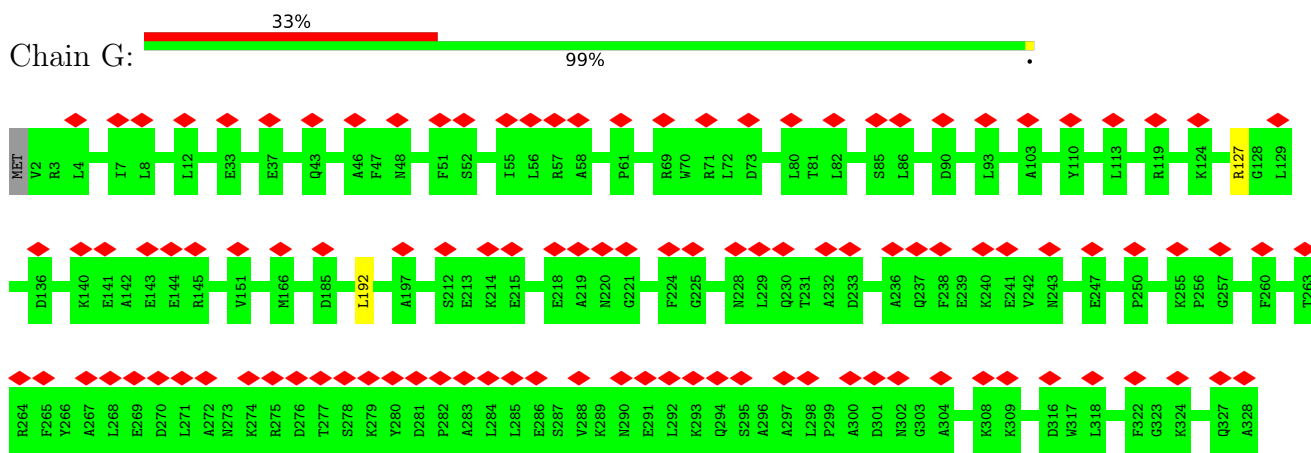 33%
Chain G:
99%
.
MET V2 R3 L4 I7 L8 L12 E33 E37 Q43 A46 F47 N48 F51 S52 I55 L56 R57 A58 P61 R69 W70 R71 L72 D73 L80 T81 L82 S85 L86 D90 L93 A103 Y110 L113 R119 K124 R127 G128 L129
D136 K140 E141 A142 E143 E144 R145 V151 M166 D185 L192 A197 S212 E213 K214 E215 E218 A219 N220 G221 F224 G225 N228 L229 Q230 T231 A232 D233 A236 Q237 F238 E239 K240 E241 V242 N243 E247 P250 K255 P256 G257 F260 T263
R264 F265 Y266 A267 L268 E269 D270 L271 A272 N273 K274 R275 D276 T277 S278 K279 Y280 D281 P282 A283 L284 L285 E286 S287 V288 K289 N290 E291 L292 K293 Q294 S295 A296 A297 L298 P299 A300 D301 N302 G303 A304 K308 K309 D316 W317 L318 F322 G323 K324 Q327 A328